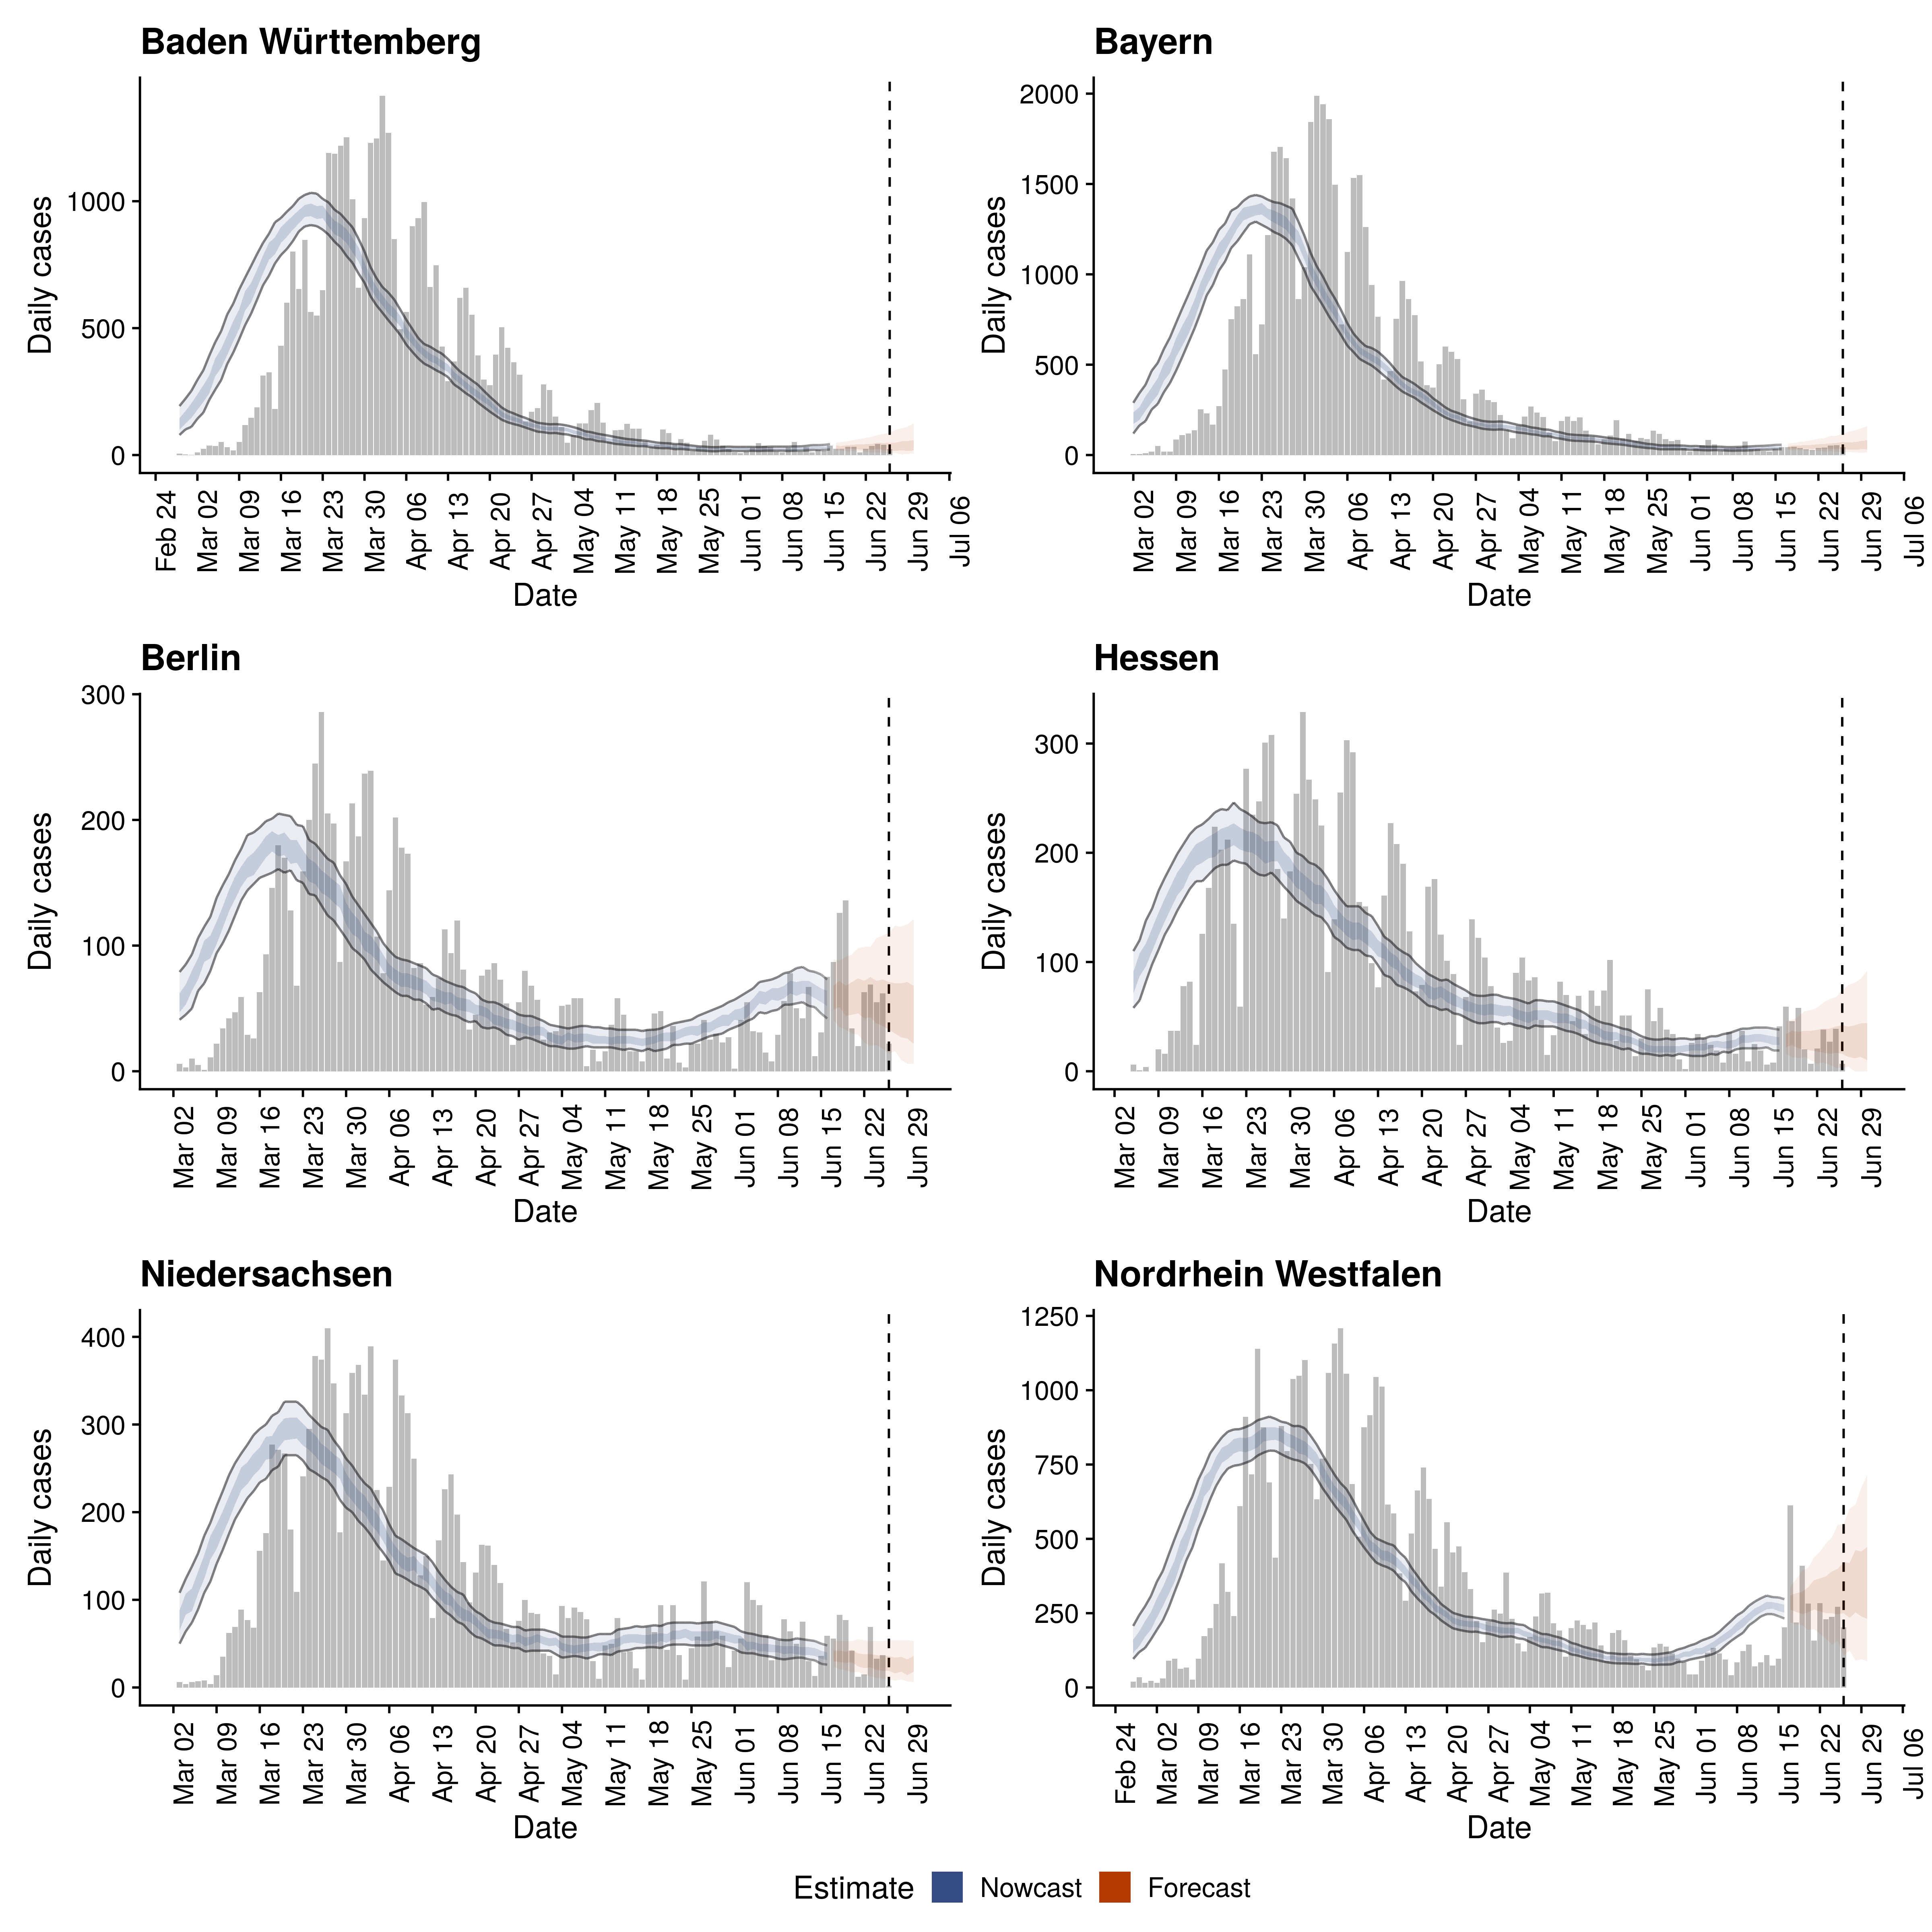 Baden Württemberg
Daily cases
1000
500
0
Feb 24
Mar 02
Mar 09
Mar 16
Mar 23
Mar 30
Apr 06
Apr 13
Apr 20
Apr 27
May 04
May 11
May 18
May 25
Jun 01
Jun 08
Jun 15
Jun 22
Jun 29
Jul 06
Date
Bayern
Daily cases
2000
1500
1000
500
0
Mar 02
Mar 09
Mar 16
Mar 23
Mar 30
Apr 06
Apr 13
Apr 20
Apr 27
May 04
May 11
May 18
May 25
Jun 01
Jun 08
Jun 15
Jun 22
Jun 29
Jul 06
Date
Berlin
Daily cases
300
200
100
0
Mar 02
Mar 09
Mar 16
Mar 23
Mar 30
Apr 06
Apr 13
Apr 20
Apr 27
May 04
May 11
May 18
May 25
Jun 01
Jun 08
Jun 15
Jun 22
Jun 29
Date
Hessen
Daily cases
300
200
100
0
Mar 02
Mar 09
Mar 16
Mar 23
Mar 30
Apr 06
Apr 13
Apr 20
Apr 27
May 04
May 11
May 18
May 25
Jun 01
Jun 08
Jun 15
Jun 22
Jun 29
Date
Niedersachsen
Daily cases
400
300
200
100
0
Mar 02
Mar 09
Mar 16
Mar 23
Mar 30
Apr 06
Apr 13
Apr 20
Apr 27
May 04
May 11
May 18
May 25
Jun 01
Jun 08
Jun 15
Jun 22
Jun 29
Date
Nordrhein Westfalen
Daily cases
1250
1000
750
500
250
0
Feb 24
Mar 02
Mar 09
Mar 16
Mar 23
Mar 30
Apr 06
Apr 13
Apr 20
Apr 27
May 04
May 11
May 18
May 25
Jun 01
Jun 08
Jun 15
Jun 22
Jun 29
Jul 06
Date
Estimate Nowcast Forecast